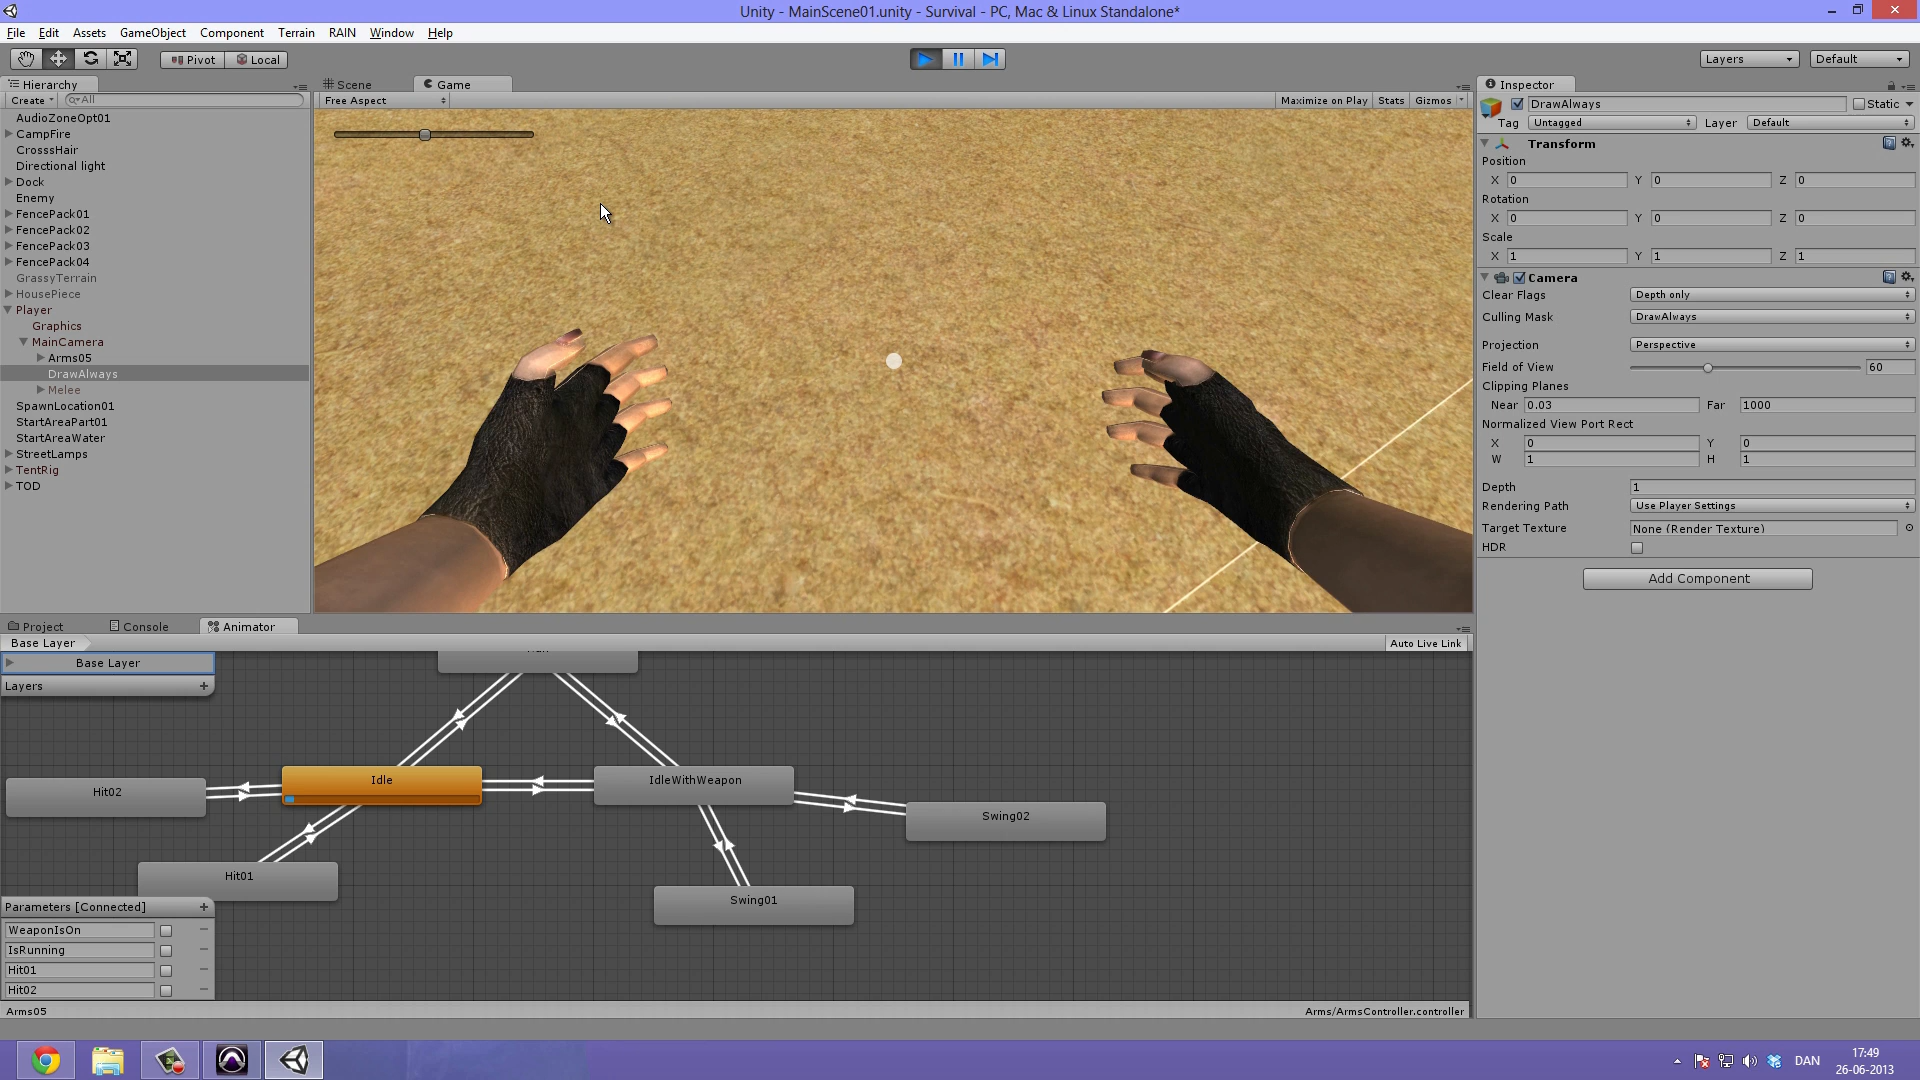 Unity - MainScene01.unity - Survival - PC, Mac & Linux Standalone*
File Edit Assets GameObject Component Terrain RAIN Window Help
Pivot Local Layers Default
Hierarchy
Create All
AudioZoneOpt01
CampFire
CrosssHair
Directional light
Dock
Enemy
FencePack01
FencePack02
FencePack03
FencePack04
GrassyTerrain
HousePiece
Player
Graphics
MainCamera
Arms05
DrawAlways
Melee
SpawnLocation01
StartAreaPart01
StartAreaWater
StreetLamps
TentRig
TOD
Scene Game
Free Aspect Maximize on Play Stats Gizmos
Inspector
DrawAlways Static
Tag Untagged Layer Default
Transform
Position
X 0 Y 0 Z 0
Rotation
X 0 Y 0 Z 0
Scale
X 1 Y 1 Z 1
Camera
Clear Flags Depth only
Culling Mask DrawAlways
Projection Perspective
Field of View 60
Clipping Planes
Near 0.03 Far 1000
Normalized View Port Rect
X 0 Y 0
W 1 H 1
Depth 1
Rendering Path Use Player Settings
Target Texture None (Render Texture)
HDR
Add Component
Project Console Animator
Base Layer Auto Live Link
Base Layer
Layers +
Idle
IdleWithWeapon
Hit02
Swing02
Hit01
Swing01
Parameters [Connected] +
WeaponIsOn
IsRunning
Hit01
Hit02
Arms05 Arms/ArmsController.controller
DAN 17:49
26-06-2013